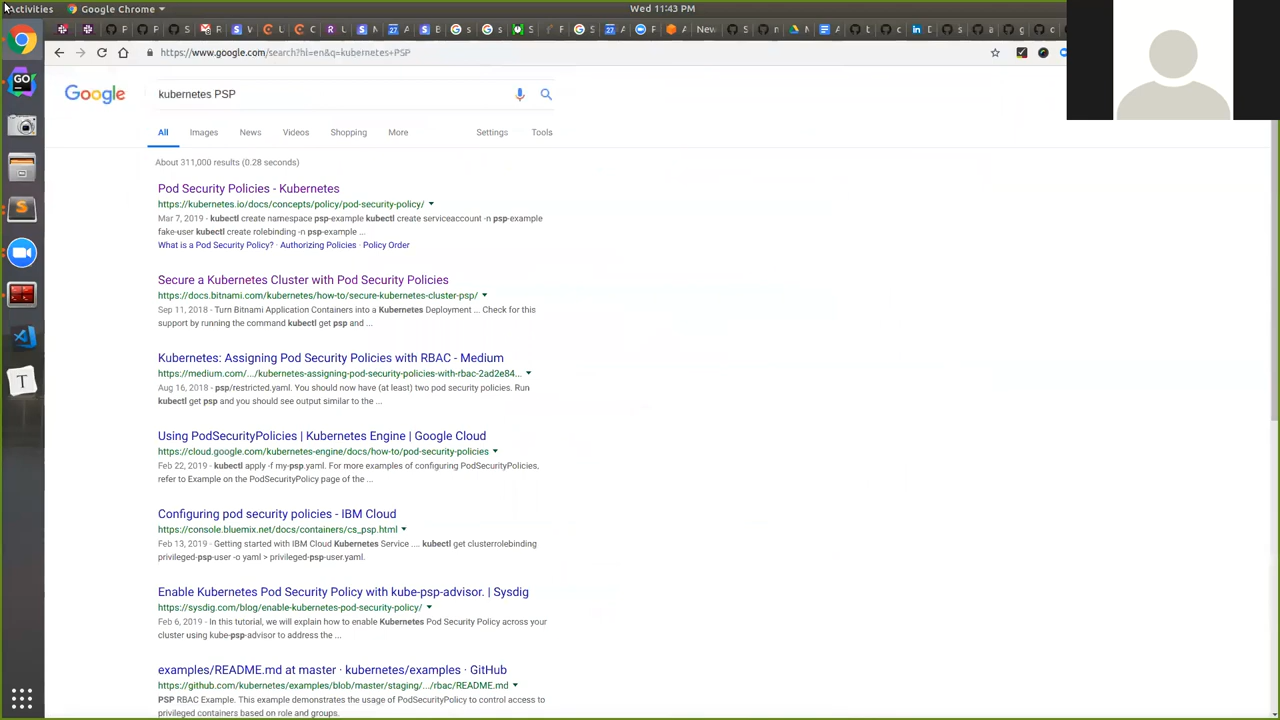 Activities Google Chrome Wed 11:43 PM
https://www.google.com/search?hl=en&q=kubernetes+PSP
Google kubernetes PSP
All Images News Videos Shopping More Settings Tools
About 311,000 results (0.28 seconds)
Pod Security Policies - Kubernetes
https://kubernetes.io/docs/concepts/policy/pod-security-policy/
Mar 7, 2019 - kubectl create namespace psp-example kubectl create serviceaccount -n psp-example
fake-user kubectl create rolebinding -n psp-example ...
What is a Pod Security Policy? · Authorizing Policies · Policy Order
Secure a Kubernetes Cluster with Pod Security Policies
https://docs.bitnami.com/kubernetes/how-to/secure-kubernetes-cluster-psp/
Sep 11, 2018 - Turn Bitnami Application Containers into a Kubernetes Deployment ... Check for this
support by running the command kubectl get psp and ...
Kubernetes: Assigning Pod Security Policies with RBAC - Medium
https://medium.com/.../kubernetes-assigning-pod-security-policies-with-rbac-2ad2e84...
Aug 16, 2018 - psp/restricted.yaml. You should now have (at least) two pod security policies. Run
kubectl get psp and you should see output similar to the ...
Using PodSecurityPolicies | Kubernetes Engine | Google Cloud
https://cloud.google.com/kubernetes-engine/docs/how-to/pod-security-policies
Feb 22, 2019 - kubectl apply -f my-psp.yaml. For more examples of configuring PodSecurityPolicies,
refer to Example on the PodSecurityPolicy page of the ...
Configuring pod security policies - IBM Cloud
https://console.bluemix.net/docs/containers/cs_psp.html
Feb 13, 2019 - Getting started with IBM Cloud Kubernetes Service .... kubectl get clusterrolebinding
privileged-psp-user -o yaml > privileged-psp-user.yaml.
Enable Kubernetes Pod Security Policy with kube-psp-advisor. | Sysdig
https://sysdig.com/blog/enable-kubernetes-pod-security-policy/
Feb 6, 2019 - In this tutorial, we will explain how to enable Kubernetes Pod Security Policy across your
cluster using kube-psp-advisor to address the ...
examples/README.md at master · kubernetes/examples · GitHub
https://github.com/kubernetes/examples/blob/master/staging/.../rbac/README.md
PSP RBAC Example. This example demonstrates the usage of PodSecurityPolicy to control access to
privileged containers based on role and groups.